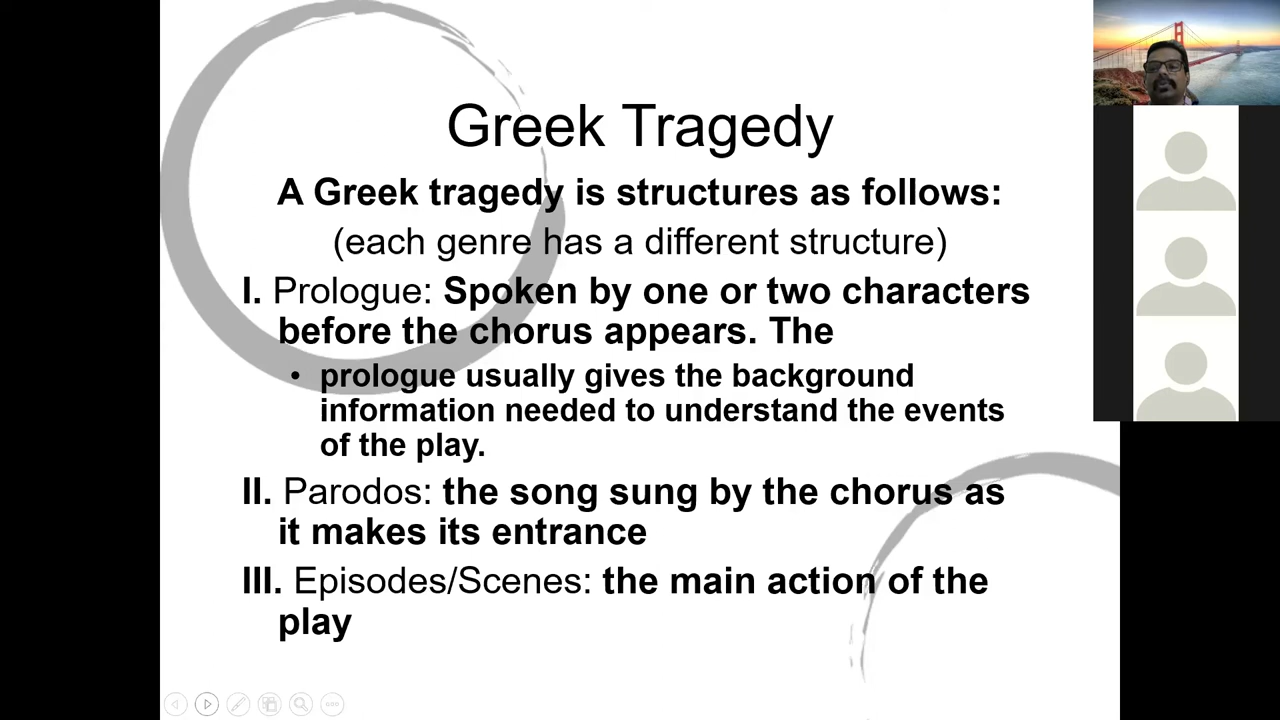 Greek Tragedy
A Greek tragedy is structures as follows:
(each genre has a different structure)
I. Prologue: Spoken by one or two characters
before the chorus appears. The
• prologue usually gives the background
information needed to understand the events
of the play.
II. Parodos: the song sung by the chorus as
it makes its entrance
III. Episodes/Scenes: the main action of the
play